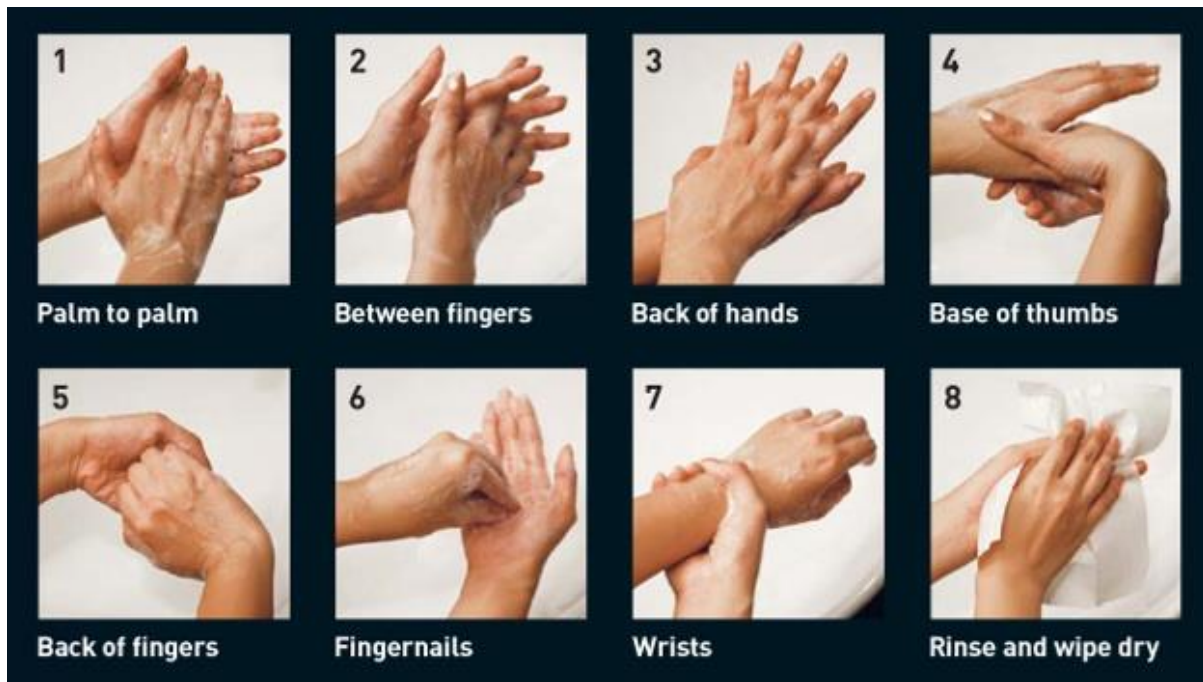 1
2
3
4
Palm to palm
Between fingers
Back of hands
Base of thumbs
5
6
7
8
Back of fingers
Fingernails
Wrists
Rinse and wipe dry